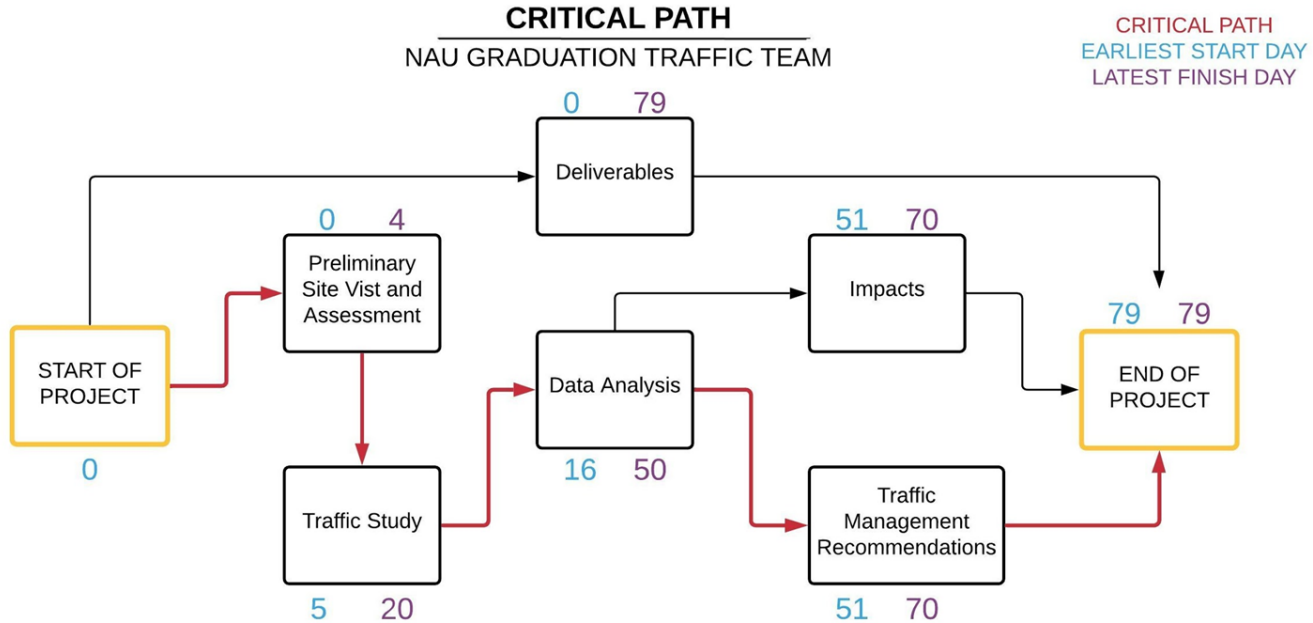 CRITICAL PATH
NAU GRADUATION TRAFFIC TEAM
CRITICAL PATH
EARLIEST START DAY
LATEST FINISH DAY
0 79
Deliverables
0 4
Preliminary
Site Vist and
Assessment
51 70
Impacts
79 79
START OF
PROJECT
0
Data Analysis
16 50
END OF
PROJECT
Traffic Study
5 20
Traffic
Management
Recommendations
51 70